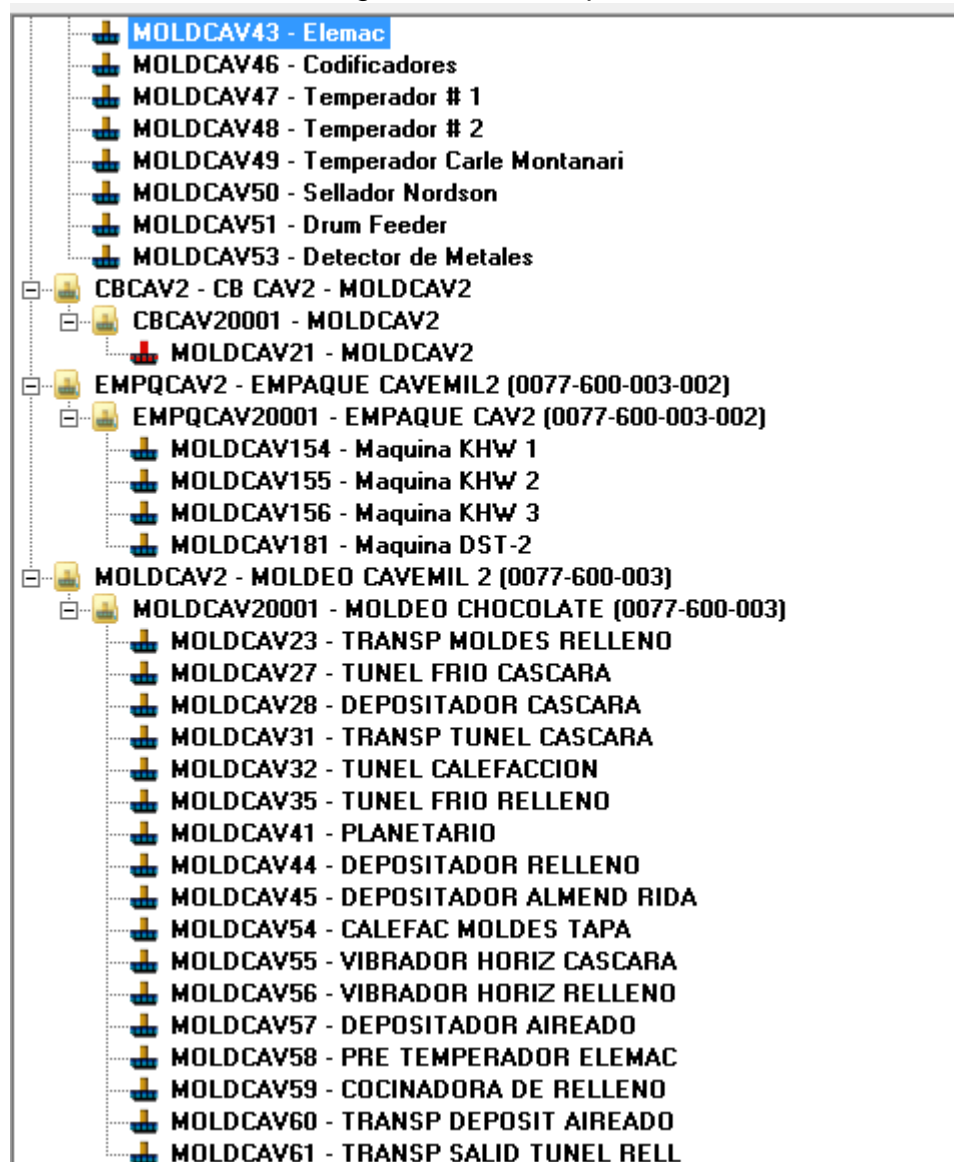 MOLDCAV43 - Elemac
MOLDCAV46 - Codificadores
MOLDCAV47 - Temperador # 1
MOLDCAV48 - Temperador # 2
MOLDCAV49 - Temperador Carle Montanari
MOLDCAV50 - Sellador Nordson
MOLDCAV51 - Drum Feeder
MOLDCAV53 - Detector de Metales
CBCAV2 - CB CAV2 - MOLDCAV2
CBCAV20001 - MOLDCAV2
MOLDCAV21 - MOLDCAV2
EMPQCAV2 - EMPAQUE CAVEMIL2 (0077-600-003-002)
EMPQCAV20001 - EMPAQUE CAV2 (0077-600-003-002)
MOLDCAV154 - Maquina KHW 1
MOLDCAV155 - Maquina KHW 2
MOLDCAV156 - Maquina KHW 3
MOLDCAV181 - Maquina DST-2
MOLDCAV2 - MOLDEO CAVEMIL 2 (0077-600-003)
MOLDCAV20001 - MOLDEO CHOCOLATE (0077-600-003)
MOLDCAV23 - TRANSP MOLDES RELLENO
MOLDCAV27 - TUNEL FRIO CASCARA
MOLDCAV28 - DEPOSITADOR CASCARA
MOLDCAV31 - TRANSP TUNEL CASCARA
MOLDCAV32 - TUNEL CALEFACCION
MOLDCAV35 - TUNEL FRIO RELLENO
MOLDCAV41 - PLANETARIO
MOLDCAV44 - DEPOSITADOR RELLENO
MOLDCAV45 - DEPOSITADOR ALMEND RIDA
MOLDCAV54 - CALEFAC MOLDES TAPA
MOLDCAV55 - VIBRADOR HORIZ CASCARA
MOLDCAV56 - VIBRADOR HORIZ RELLENO
MOLDCAV57 - DEPOSITADOR AIREADO
MOLDCAV58 - PRE TEMPERADOR ELEMAC
MOLDCAV59 - COCINADORA DE RELLENO
MOLDCAV60 - TRANSP DEPOSIT AIREADO
MOLDCAV61 - TRANSP SALID TUNEL RELL